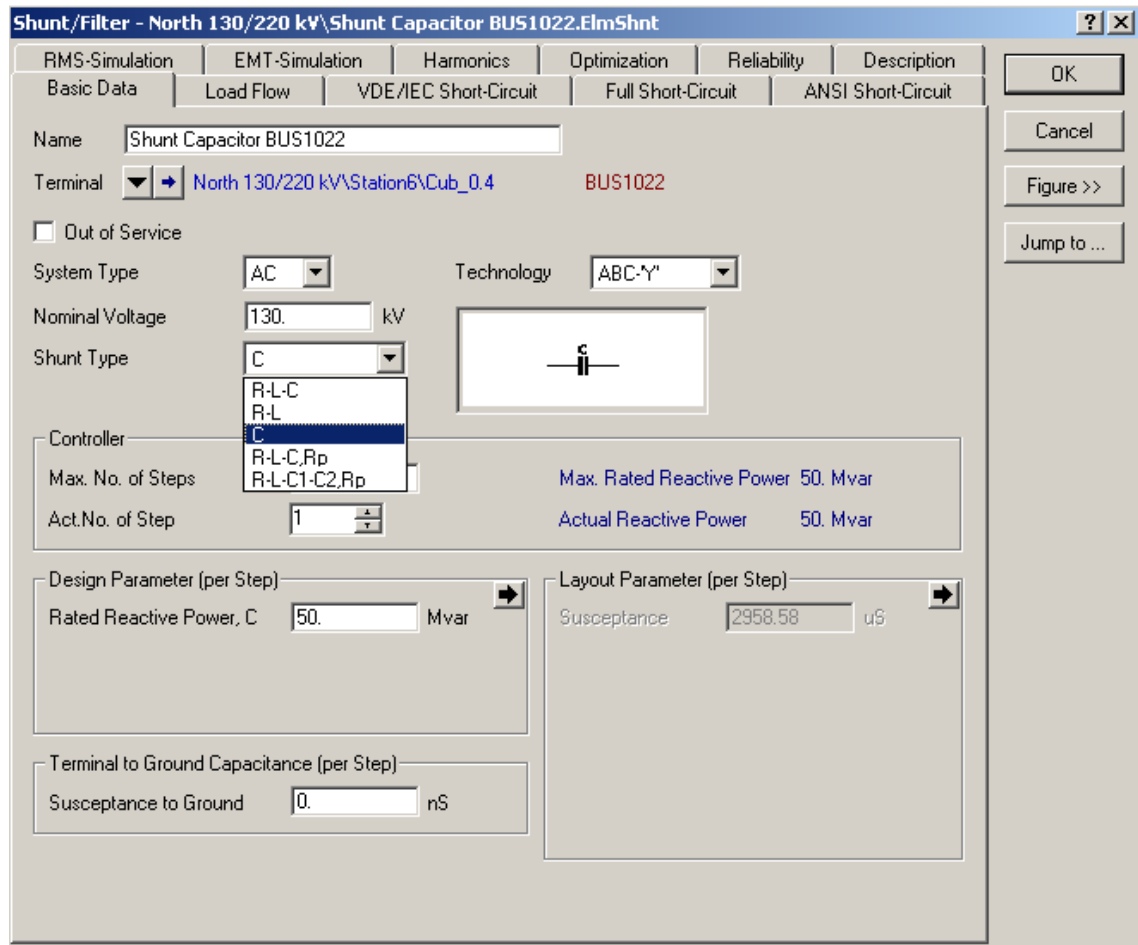 Shunt/Filter - North 130/220 kV\Shunt Capacitor BUS1022.ElmShnt
RMS-Simulation EMT-Simulation Harmonics Optimization Reliability Description
Basic Data Load Flow VDE/IEC Short-Circuit Full Short-Circuit ANSI Short-Circuit
OK
Cancel
Figure >>
Jump to ...
Name Shunt Capacitor BUS1022
Terminal North 130/220 kV\Station6\Cub_0.4 BUS1022
Out of Service
System Type AC Technology ABC-'Y'
Nominal Voltage 130. kV
Shunt Type C
C
R-L-C
R-L
C
R-L-C,Rp
R-L-C1-C2,Rp
Controller
Max. No. of Steps Max. Rated Reactive Power 50. Mvar
Act.No. of Step 1 Actual Reactive Power 50. Mvar
Design Parameter (per Step)
Rated Reactive Power, C 50. Mvar
Layout Parameter (per Step)
Susceptance 2958.58 uS
Terminal to Ground Capacitance (per Step)
Susceptance to Ground 0. nS